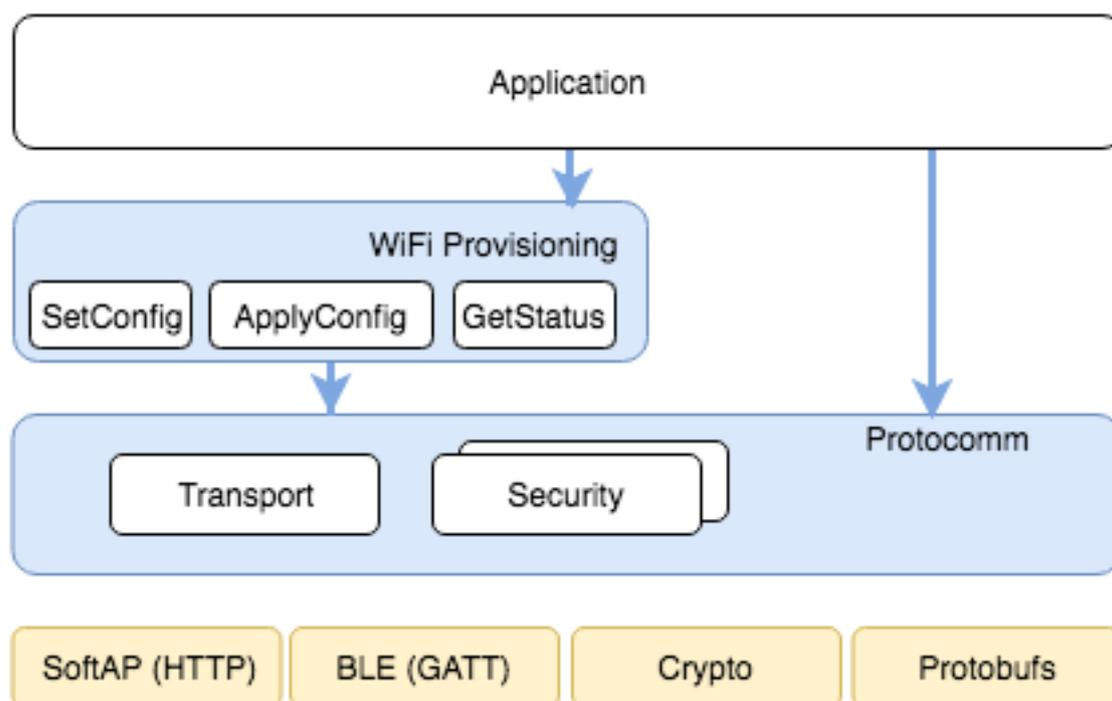 Application
WiFi Provisioning
SetConfig
ApplyConfig
GetStatus
Protocomm
Transport
Security
SoftAP (HTTP)
BLE (GATT)
Crypto
Protobufs